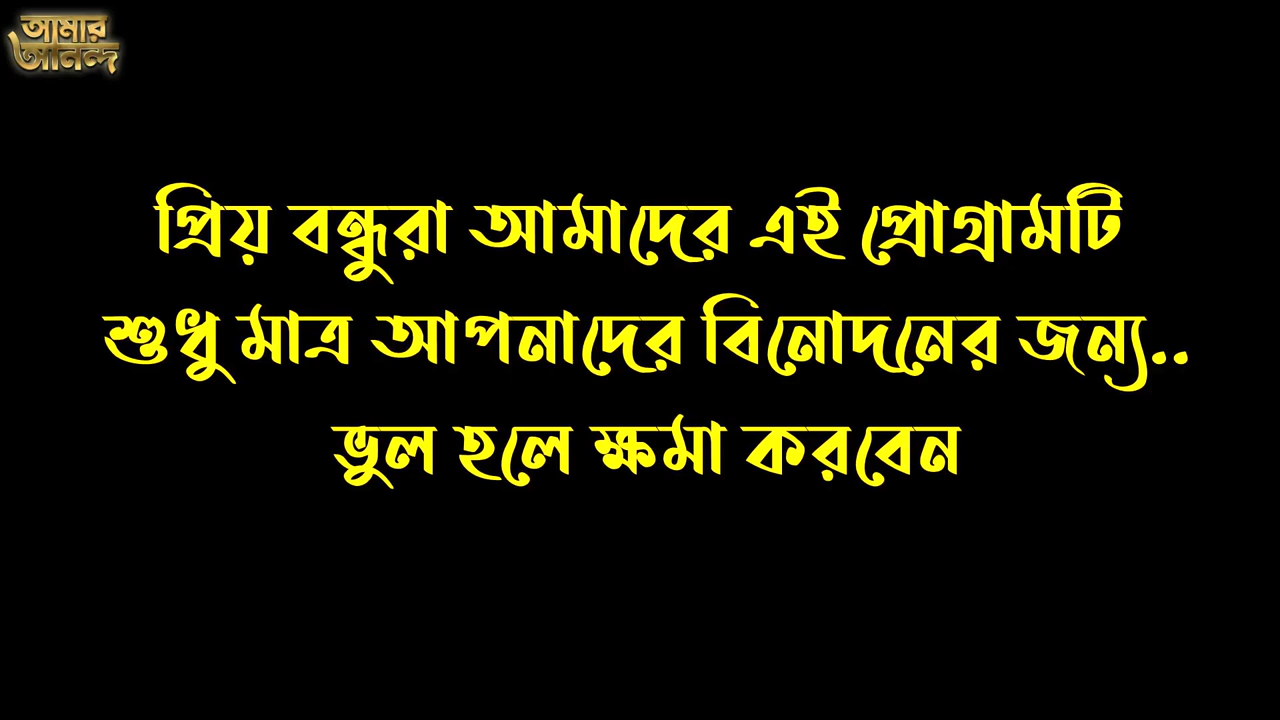 আমার
আনন্দ
প্রিয় বন্ধুরা আমাদের এই প্রোগ্রামটি
শুধু মাত্র আপনাদের বিনোদনের জন্য..
ভুল হলে ক্ষমা করবেন